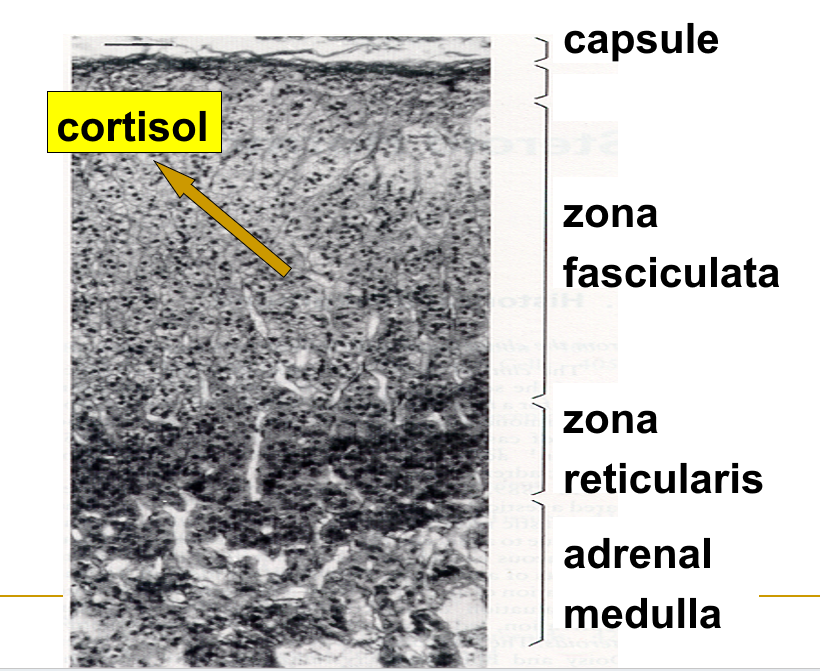 capsule
cortisol
zona
fasciculata
zona
reticularis
adrenal
medulla